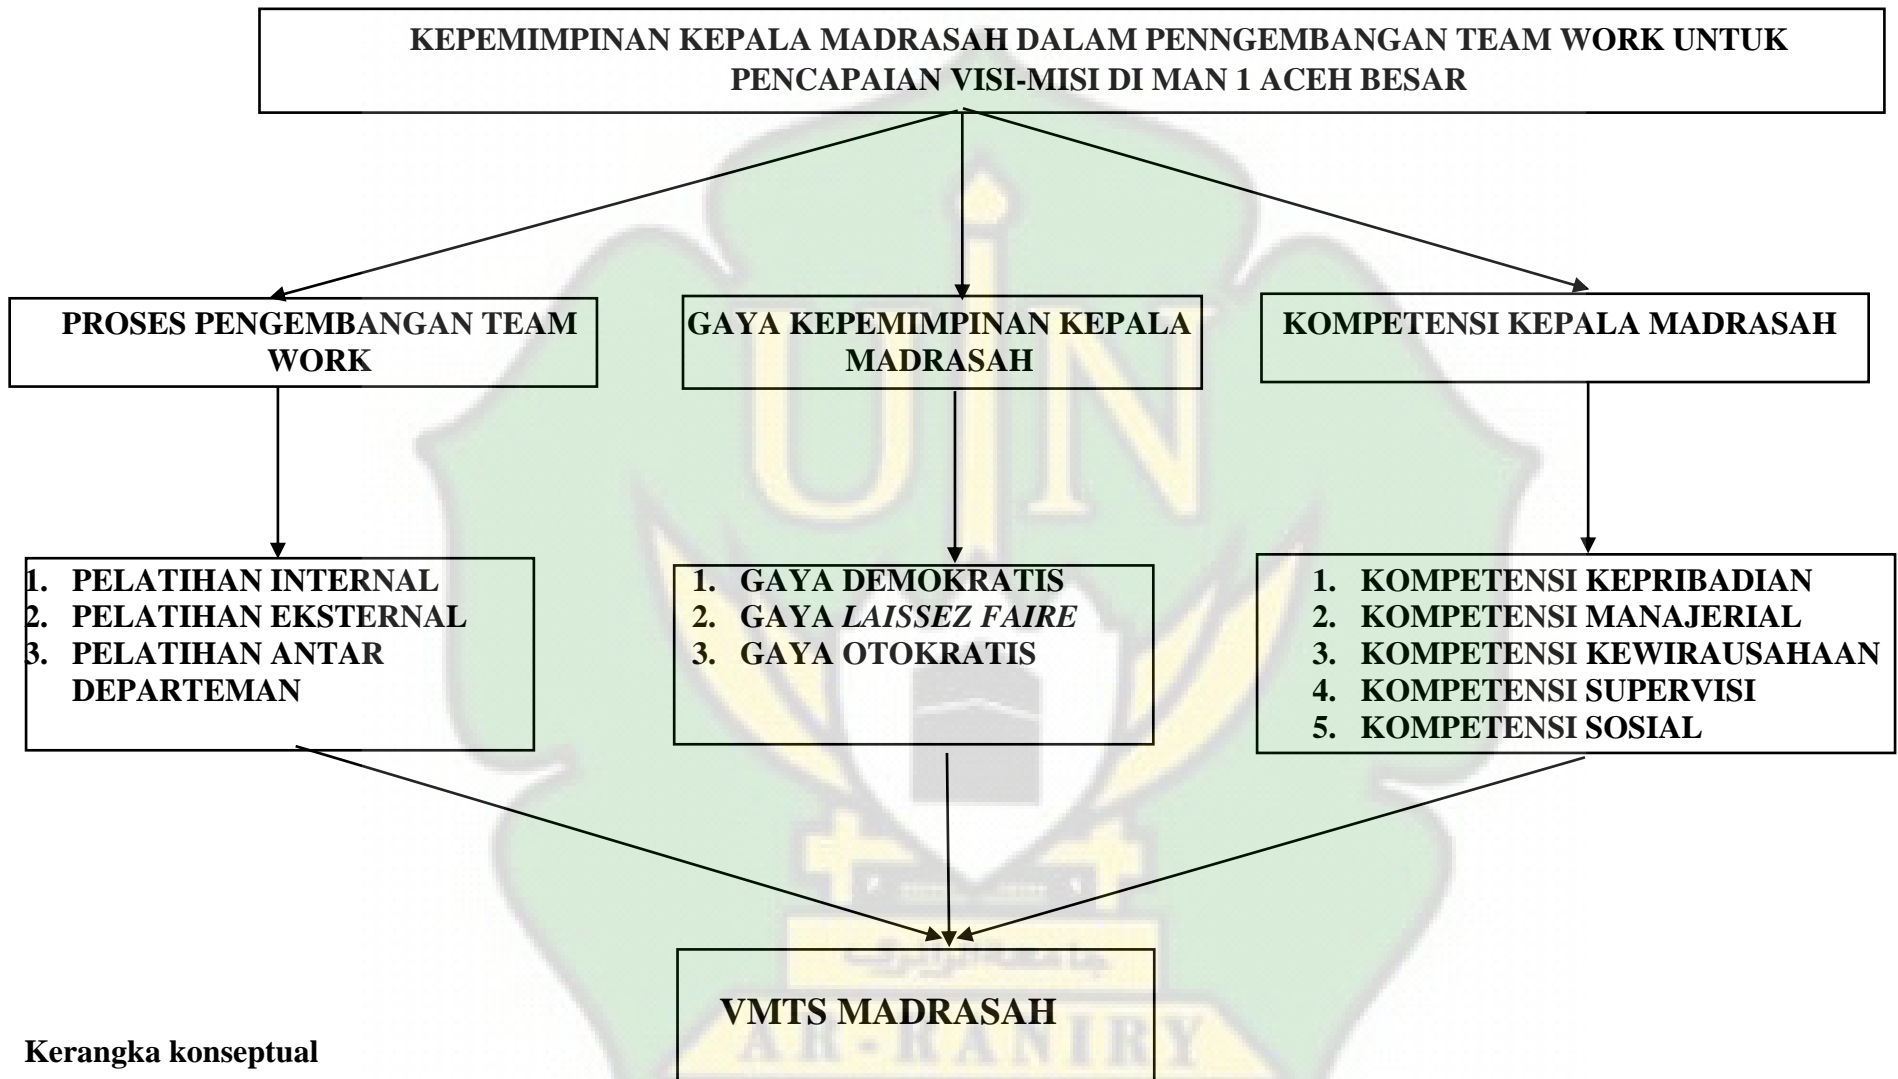 KEPEMIMPINAN KEPALA MADRASAH DALAM PENNGEMBANGAN TEAM WORK UNTUK
PENCAPAIAN VISI-MISI DI MAN 1 ACEH BESAR
PROSES PENGEMBANGAN TEAM
WORK
GAYA KEPEMIMPINAN KEPALA
MADRASAH
KOMPETENSI KEPALA MADRASAH
1. PELATIHAN INTERNAL
2. PELATIHAN EKSTERNAL
3. PELATIHAN ANTAR
DEPARTEMAN
1. GAYA DEMOKRATIS
2. GAYA LAISSEZ FAIRE
3. GAYA OTOKRATIS
1. KOMPETENSI KEPRIBADIAN
2. KOMPETENSI MANAJERIAL
3. KOMPETENSI KEWIRAUSAHAAN
4. KOMPETENSI SUPERVISI
5. KOMPETENSI SOSIAL
VMTS MADRASAH
Kerangka konseptual
UIN
جامعة الرانري
AR-RANIRY